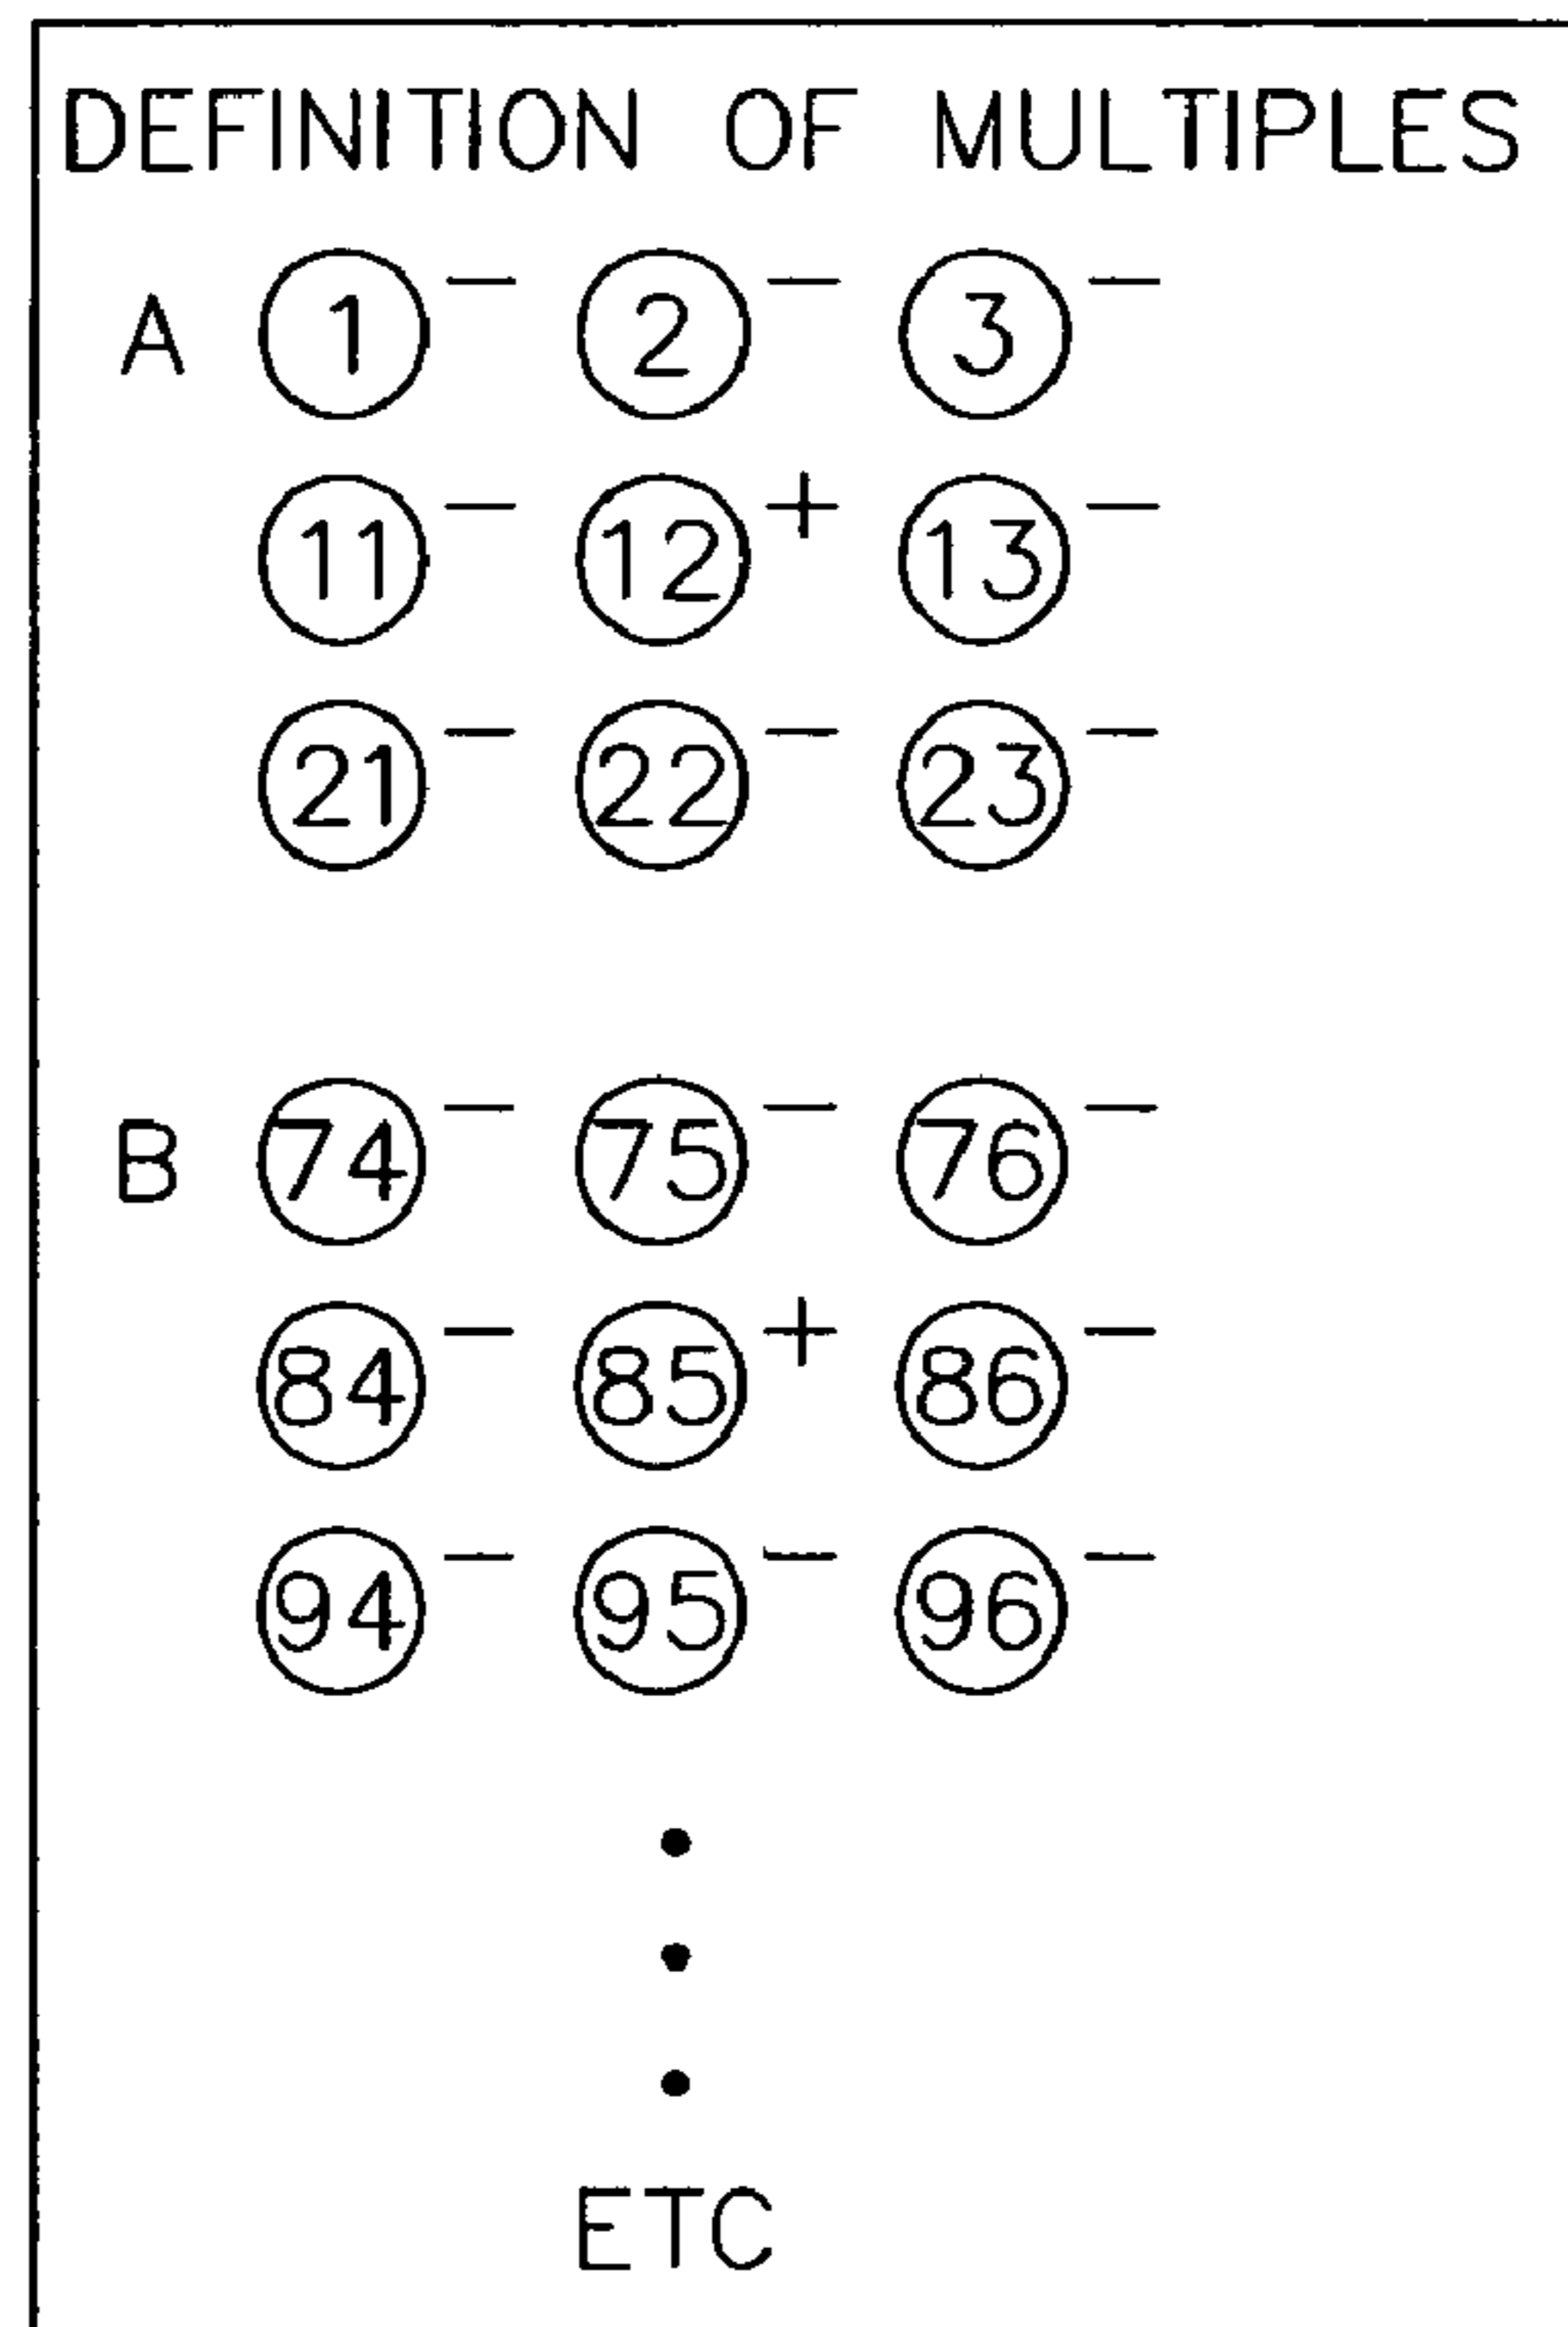 DEFINITION OF MULTIPLES
A 1 − 2 − 3 −
11 − 12 + 13 −
21 − 22 − 23 −
B 74 − 75 − 76 −
84 − 85 + 86 −
94 − 95 − 96 −
ETC